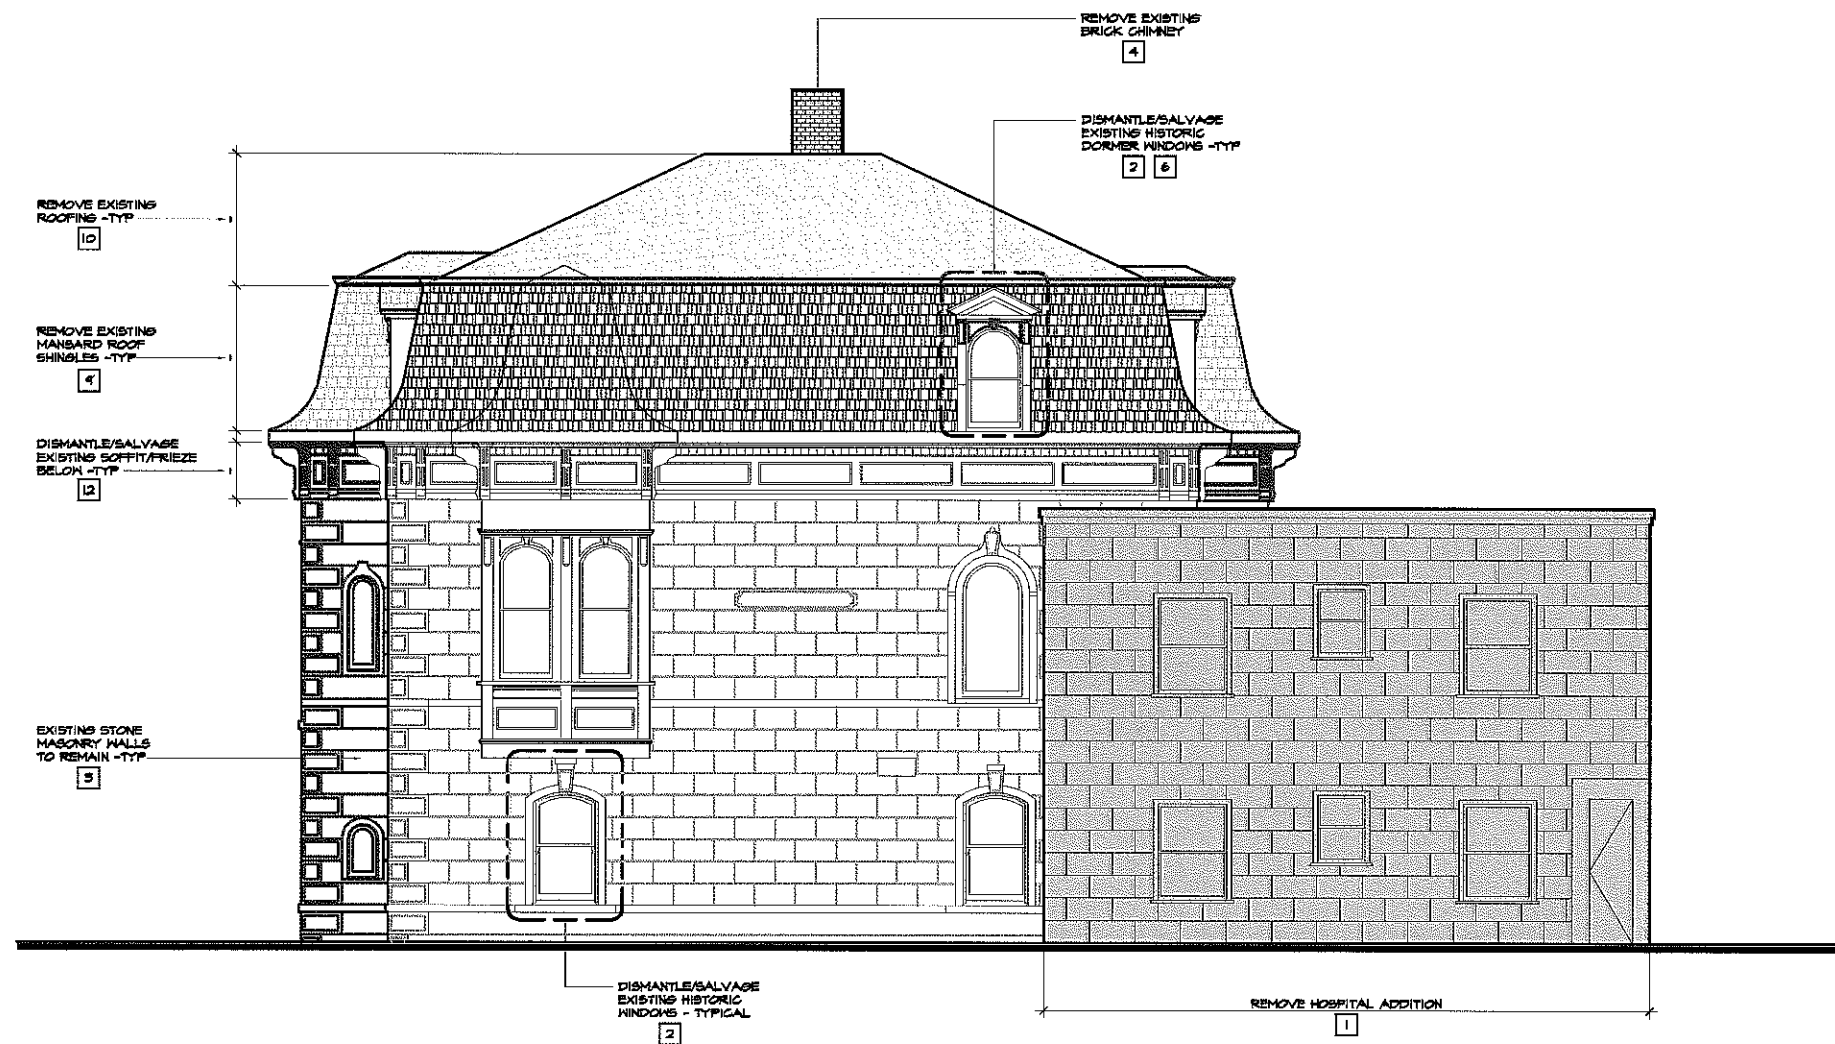 REMOVE EXISTING
BRICK CHIMNEY
4
DISMANTLE/SALVAGE
EXISTING HISTORIC
DORMER WINDOWS -TYP
2 6
REMOVE EXISTING
ROOFING -TYP
10
REMOVE EXISTING
MANSARD ROOF
SHINGLES -TYP
9
DISMANTLE/SALVAGE
EXISTING SOFFIT/FRIEZE
BELOW -TYP
12
EXISTING STONE
MASONRY WALLS
TO REMAIN -TYP
3
DISMANTLE/SALVAGE
EXISTING HISTORIC
WINDOWS - TYPICAL
2
REMOVE HOSPITAL ADDITION
1